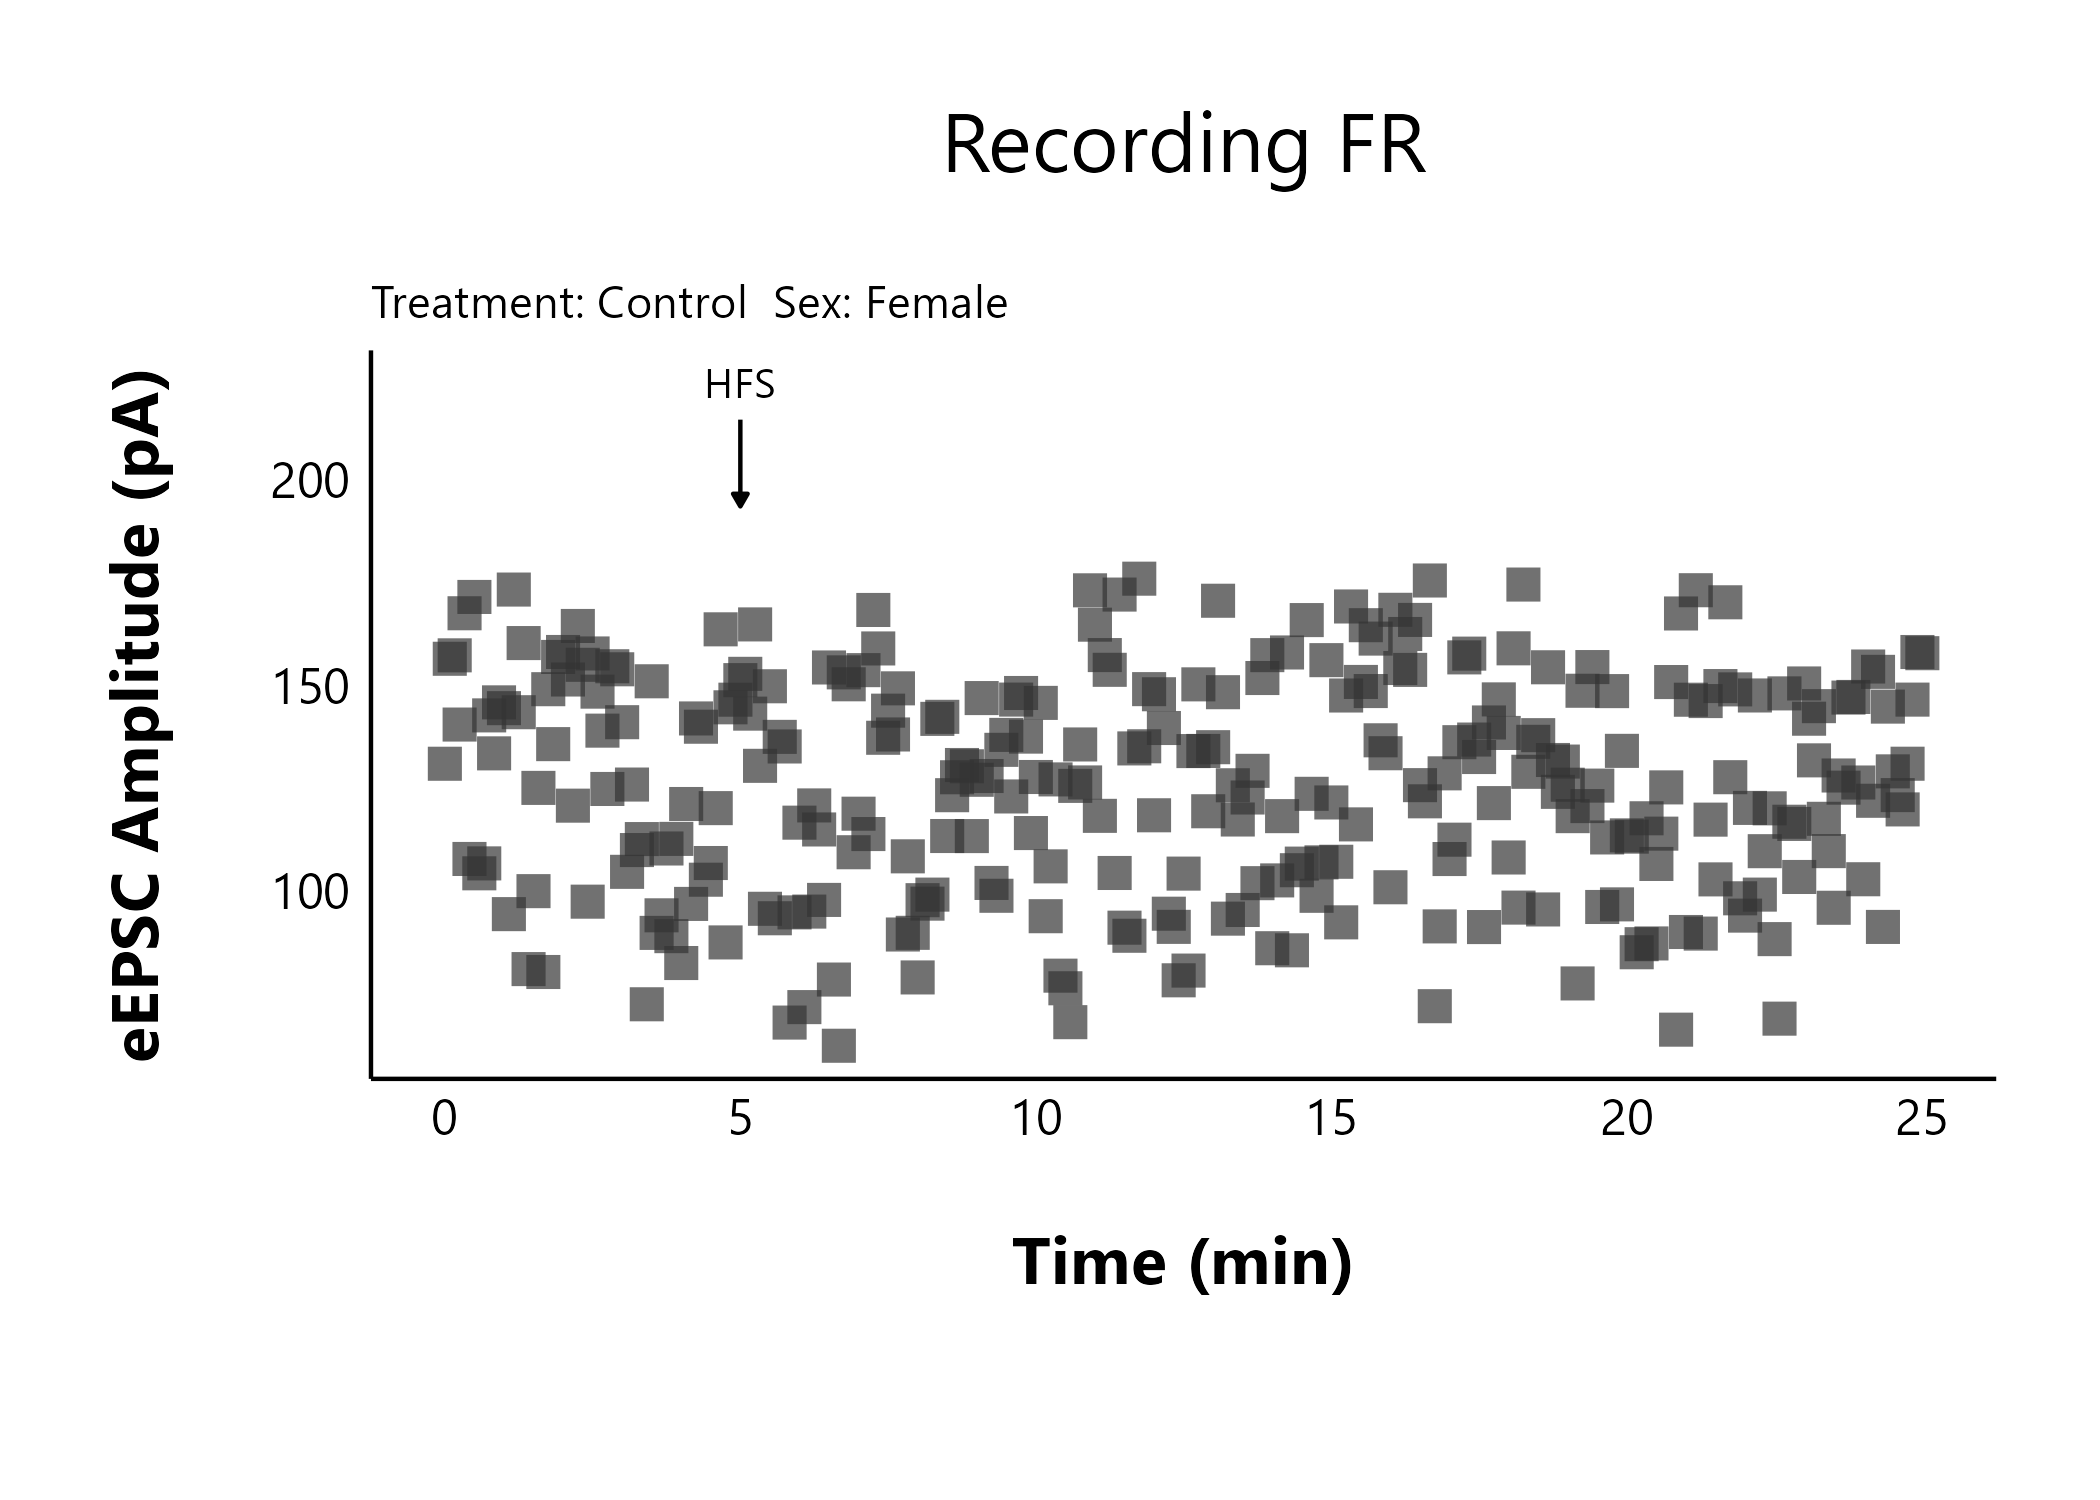 Recording FR
Treatment: Control  Sex: Female
HFS
eEPSC Amplitude (pA)
200
150
100
0
5
10
15
20
25
Time (min)